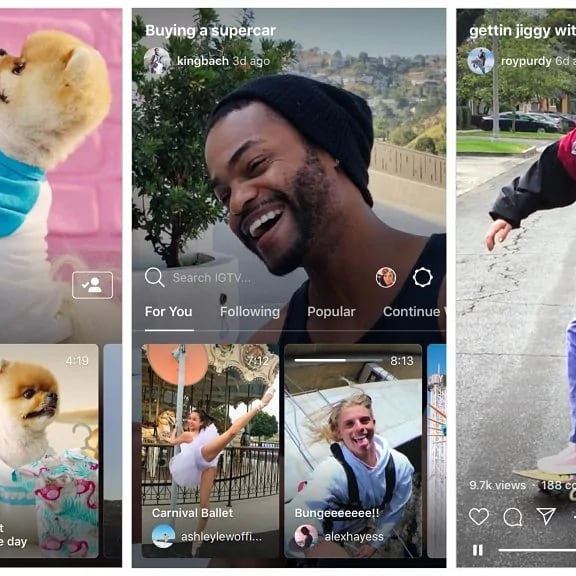 4:19
t
e day
Buying a supercar
kingbach 3d ago
Search IGTV...
For You Following Popular Continue
7:12
8:13
Carnival Ballet
ashleylewoffi...
Bungeeeeeee!!
alexhayess
gettin jiggy wit
roypurdy 6d a
9.7k views · 188 co